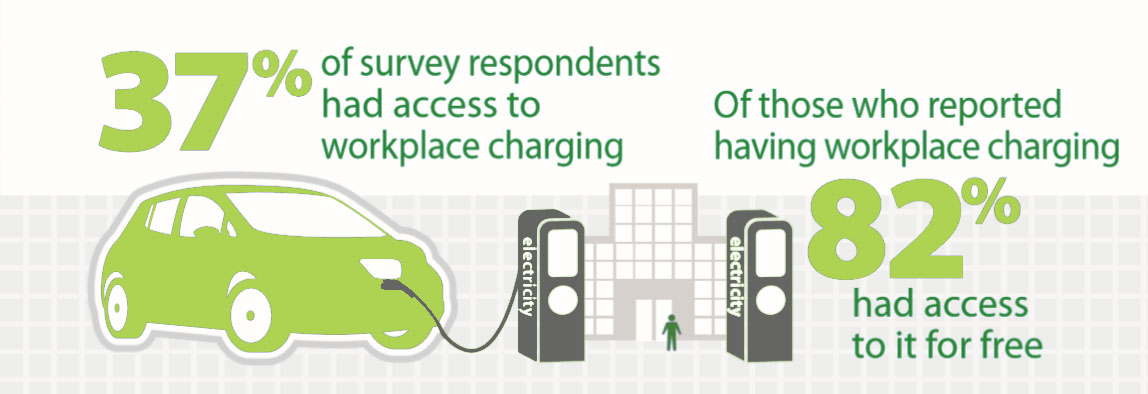 37% of survey respondents
had access to
workplace charging
Of those who reported
having workplace charging
82%
had access
to it for free
electricity
electricity